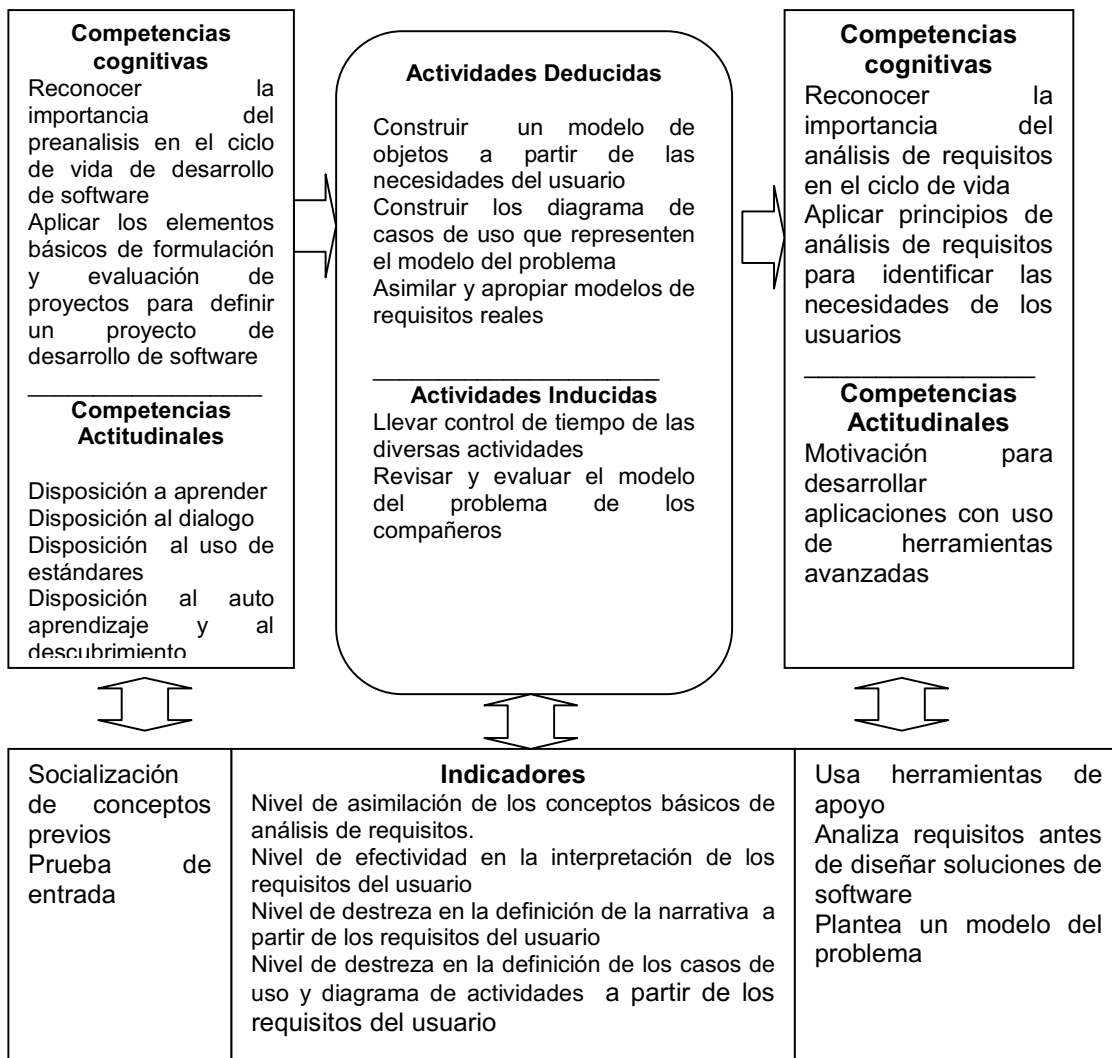 Competencias
cognitivas
Reconocer la
importancia del
preanalisis en el ciclo
de vida de desarrollo
de software
Aplicar los elementos
básicos de formulación
y evaluación de
proyectos para definir
un proyecto de
desarrollo de software
Competencias
Actitudinales
Disposición a aprender
Disposición al dialogo
Disposición al uso de
estándares
Disposición al auto
aprendizaje y al
descubrimiento
Actividades Deducidas
Construir un modelo de
objetos a partir de las
necesidades del usuario
Construir los diagrama de
casos de uso que representen
el modelo del problema
Asimilar y apropiar modelos de
requisitos reales
Actividades Inducidas
Llevar control de tiempo de las
diversas actividades
Revisar y evaluar el modelo
del problema de los
compañeros
Competencias
cognitivas
Reconocer la
importancia del
análisis de requisitos
en el ciclo de vida
Aplicar principios de
análisis de requisitos
para identificar las
necesidades de los
usuarios
Competencias
Actitudinales
Motivación para
desarrollar
aplicaciones con uso
de herramientas
avanzadas
Socialización
de conceptos
previos
Prueba de
entrada
Indicadores
Nivel de asimilación de los conceptos básicos de
análisis de requisitos.
Nivel de efectividad en la interpretación de los
requisitos del usuario
Nivel de destreza en la definición de la narrativa a
partir de los requisitos del usuario
Nivel de destreza en la definición de los casos de
uso y diagrama de actividades a partir de los
requisitos del usuario
Usa herramientas de
apoyo
Analiza requisitos antes
de diseñar soluciones de
software
Plantea un modelo del
problema